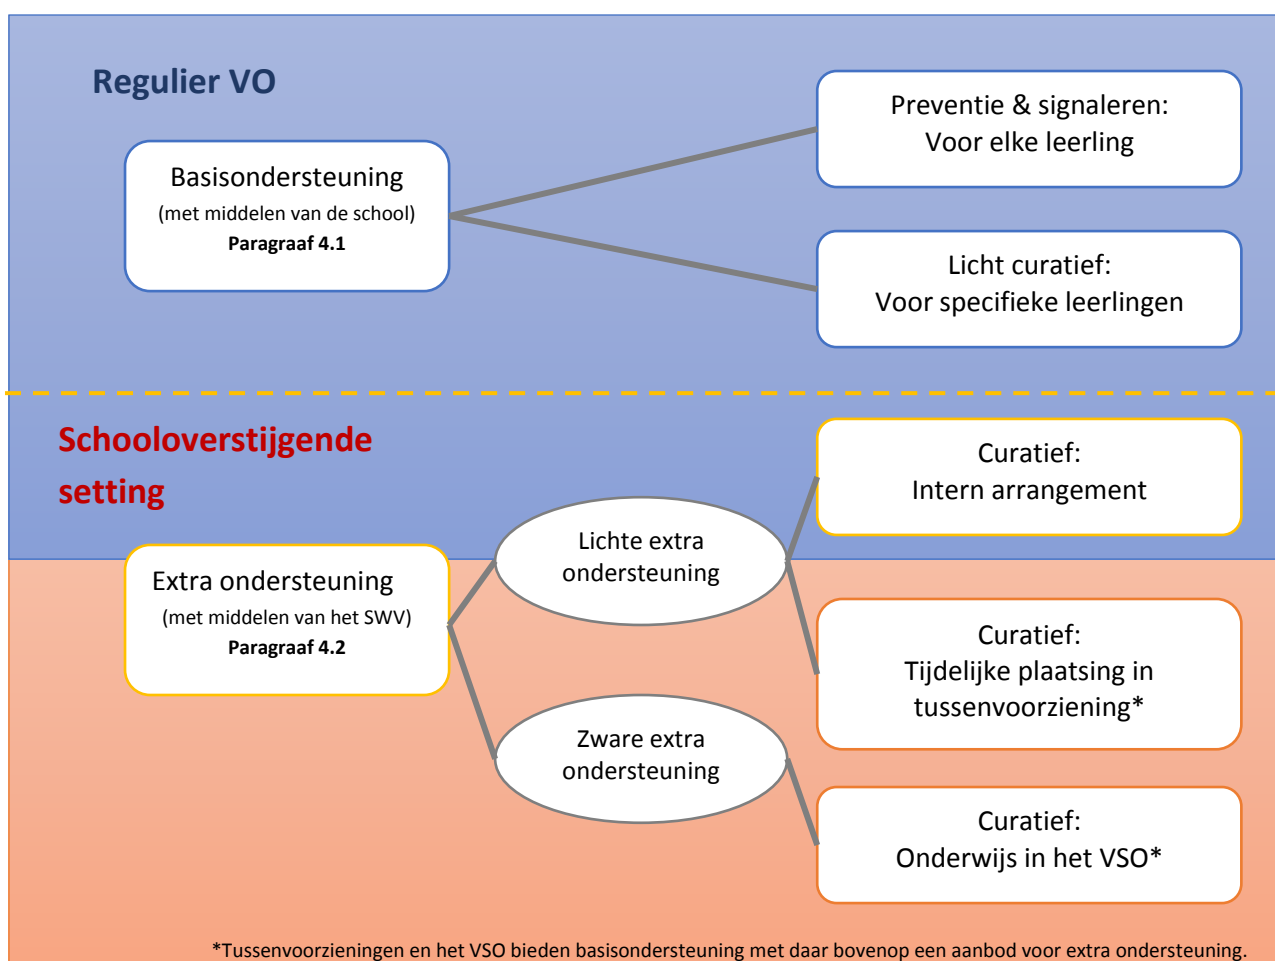 Regulier VO
Preventie & signaleren:
Voor elke leerling
Basisondersteuning
(met middelen van de school)
Paragraaf 4.1
Licht curatief:
Voor specifieke leerlingen
Schooloverstijgende
setting
Curatief:
Intern arrangement
Lichte extra
ondersteuning
Extra ondersteuning
(met middelen van het SWV)
Paragraaf 4.2
Curatief:
Tijdelijke plaatsing in
tussenvoorziening*
Zware extra
ondersteuning
Curatief:
Onderwijs in het VSO*
*Tussenvoorzieningen en het VSO bieden basisondersteuning met daar bovenop een aanbod voor extra ondersteuning.